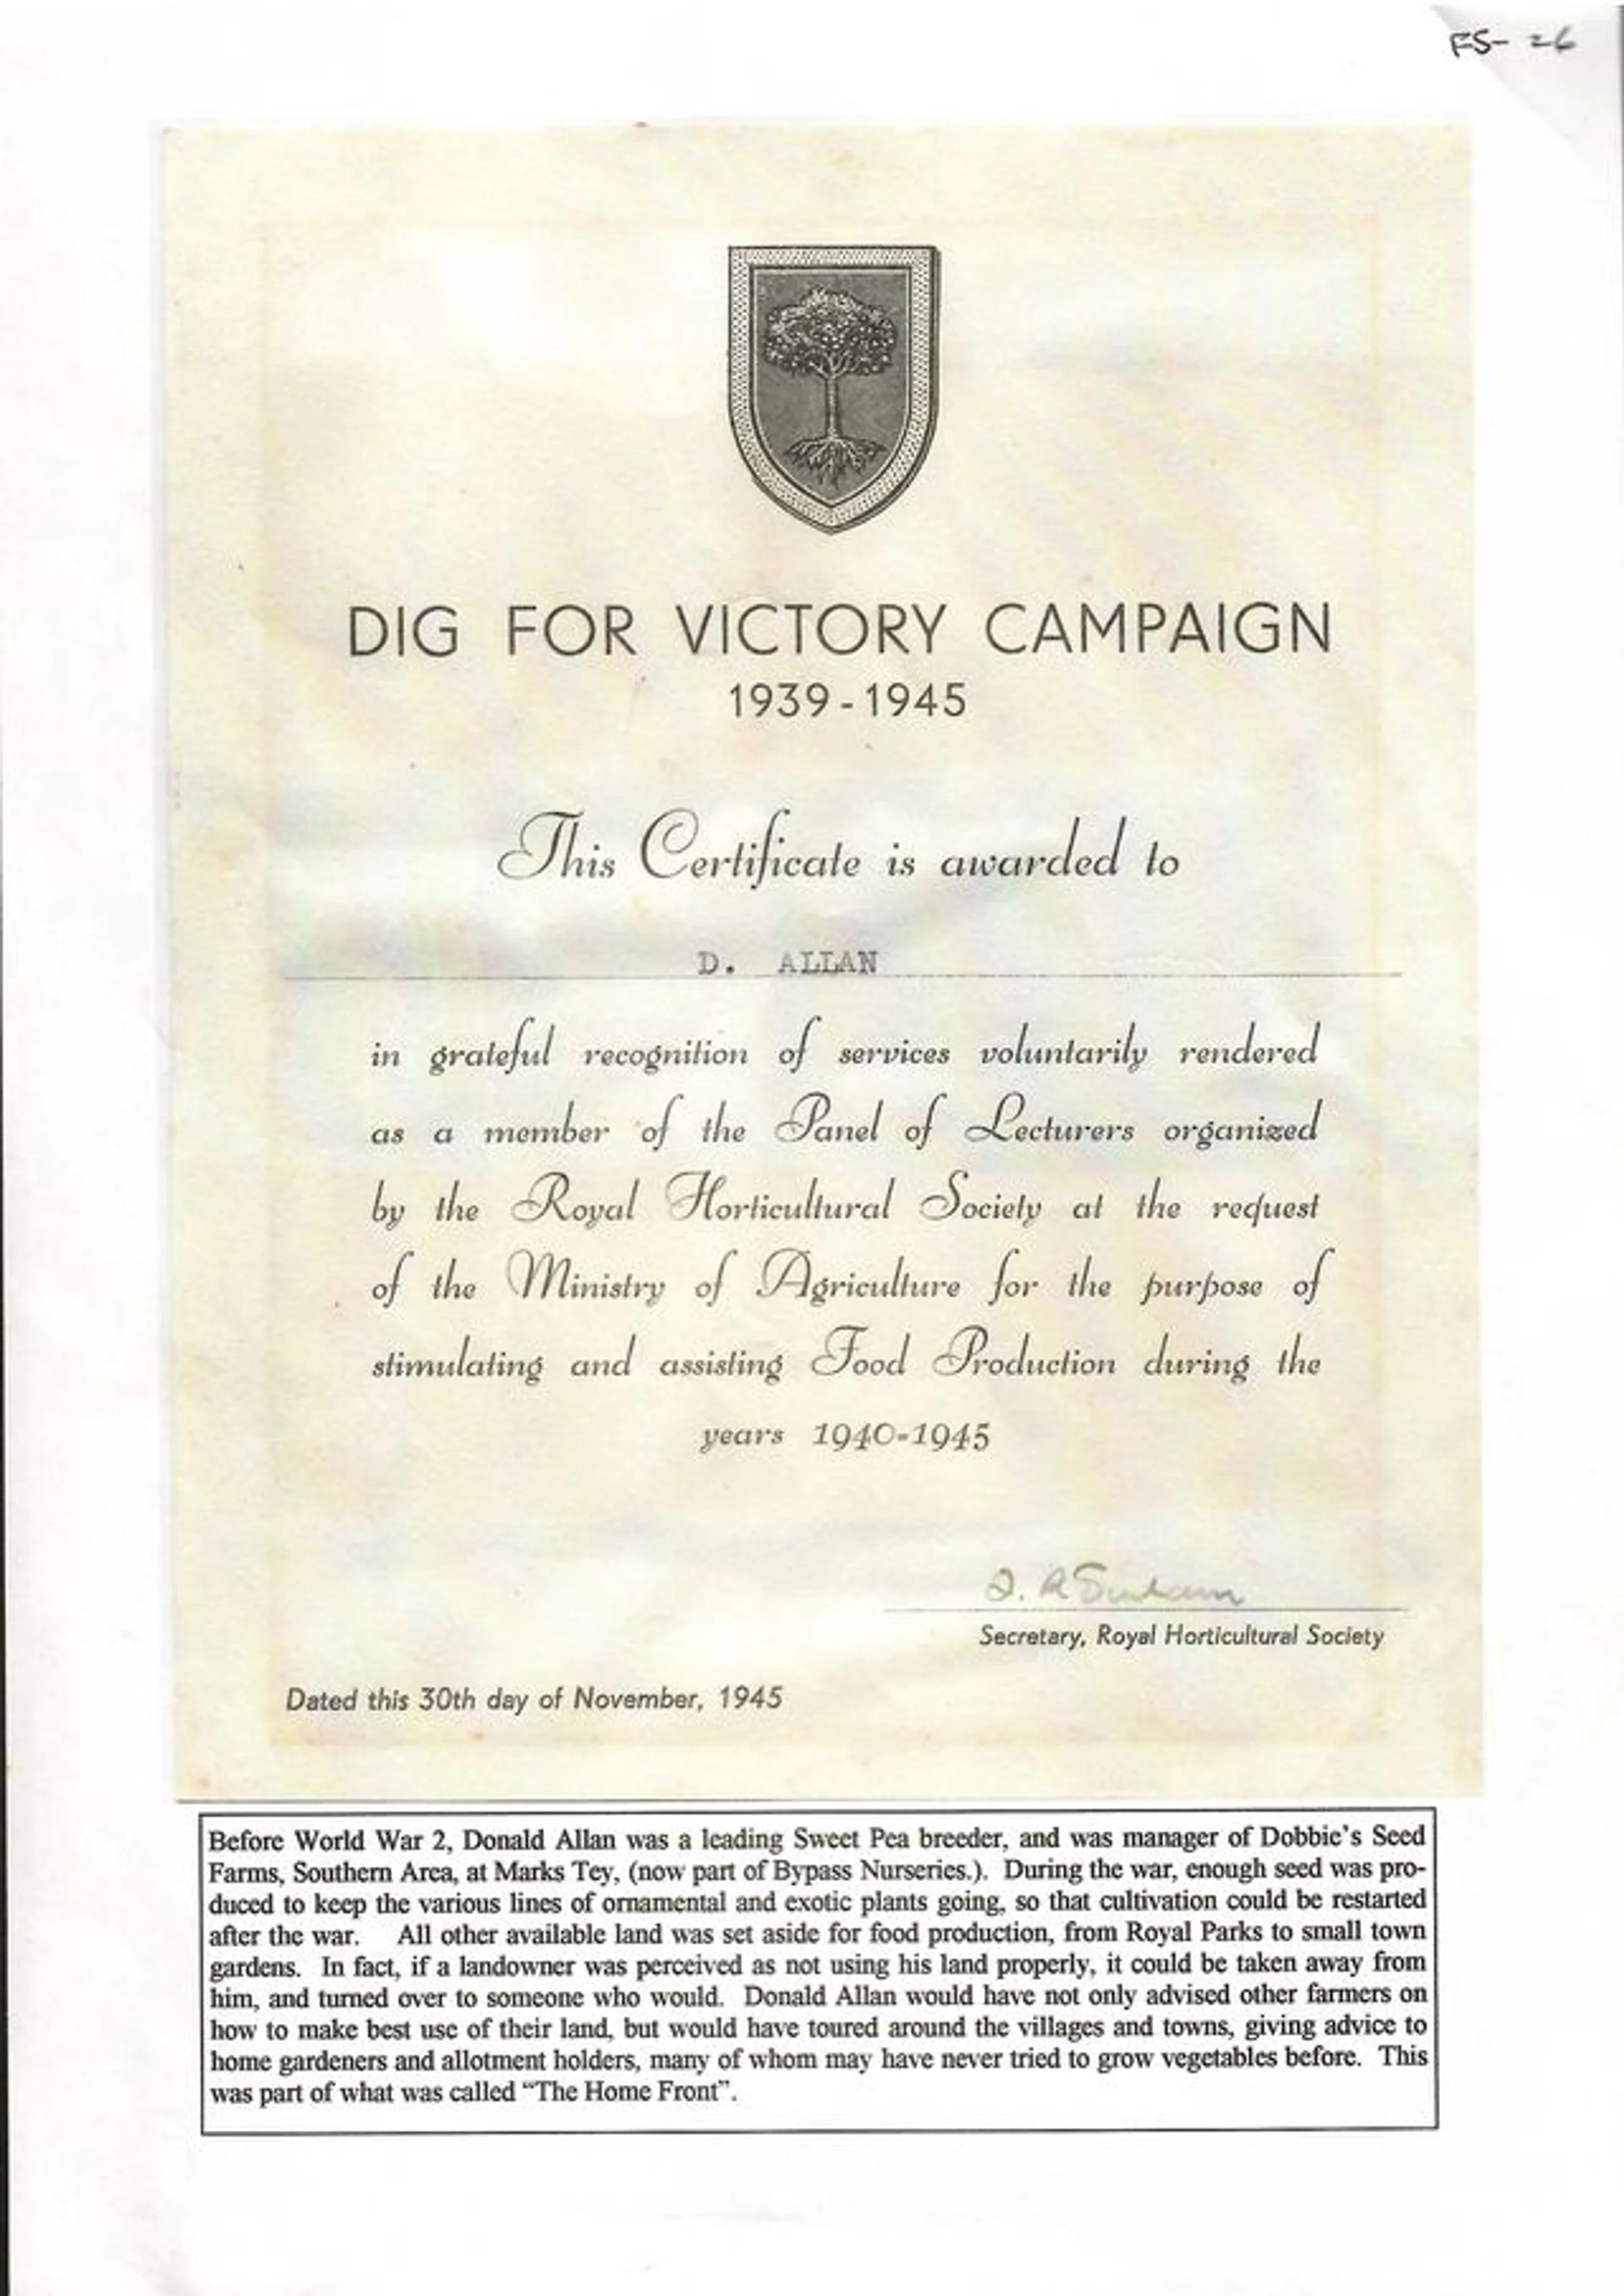 FS- 26
DIG FOR VICTORY CAMPAIGN
1939-1945
This Certificate is awarded to
D. ALLAN
in grateful recognition of services voluntarily rendered
as a member of the Panel of Lecturers organized
by the Royal Horticultural Society at the request
of the Ministry of Agriculture for the purpose of
stimulating and assisting Food Production during the
years 1940-1945
Secretary, Royal Horticultural Society
Dated this 30th day of November, 1945
Before World War 2, Donald Allan was a leading Sweet Pea breeder, and was manager of Dobbie's Seed
Farms, Southern Area, at Marks Tey, (now part of Bypass Nurseries.). During the war, enough seed was pro-
duced to keep the various lines of ornamental and exotic plants going, so that cultivation could be restarted
after the war. All other available land was set aside for food production, from Royal Parks to small town
gardens. In fact, if a landowner was perceived as not using his land properly, it could be taken away from
him, and turned over to someone who would. Donald Allan would have not only advised other farmers on
how to make best use of their land, but would have toured around the villages and towns, giving advice to
home gardeners and allotment holders, many of whom may have never tried to grow vegetables before. This
was part of what was called “The Home Front”.